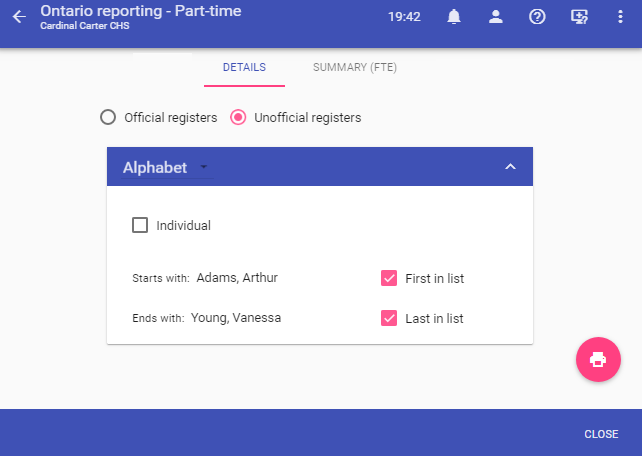 Ontario reporting - Part-time
Cardinal Carter CHS
19:42
DETAILS SUMMARY (FTE)
Official registers Unofficial registers
Alphabet
Individual
Starts with: Adams, Arthur First in list
Ends with: Young, Vanessa Last in list
CLOSE